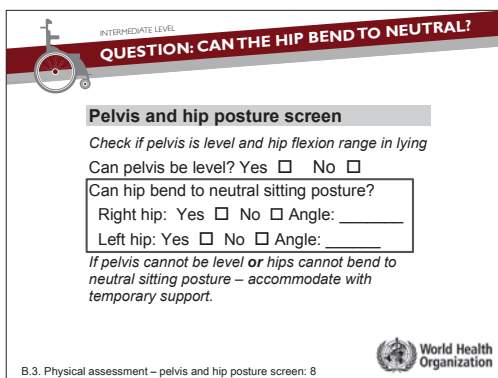 INTERMEDIATE LEVEL
QUESTION: CAN THE HIP BEND TO NEUTRAL?
Pelvis and hip posture screen
Check if pelvis is level and hip flexion range in lying
Can pelvis be level? Yes ☐ No ☐
Can hip bend to neutral sitting posture?
Right hip: Yes ☐ No ☐ Angle: _______
Left hip: Yes ☐ No ☐ Angle: ______
If pelvis cannot be level or hips cannot bend to
neutral sitting posture – accommodate with
temporary support.
World Health
Organization
B.3. Physical assessment – pelvis and hip posture screen: 8